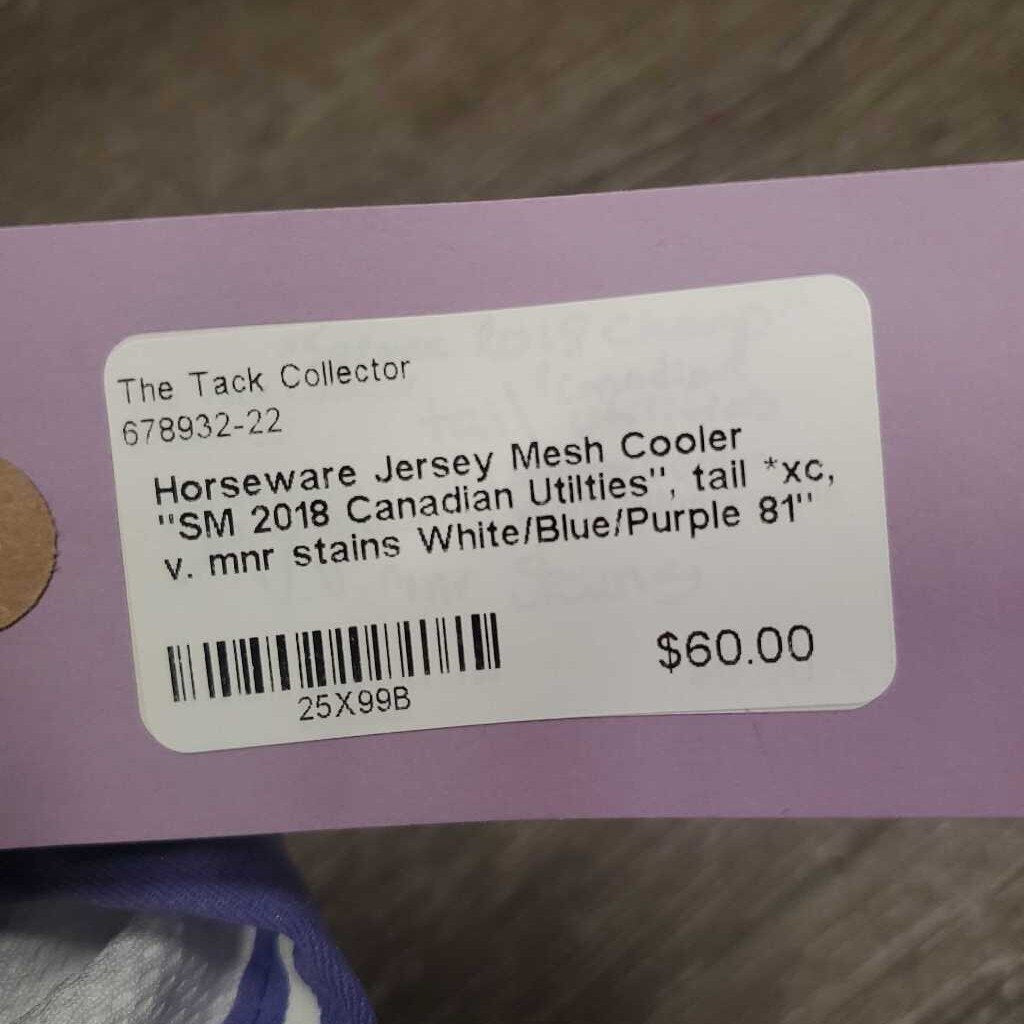 The Tack Collector
678932-22
Horseware Jersey Mesh Cooler
"SM 2018 Canadian Utilties", tail *xc,
v. mnr stains White/Blue/Purple 81"
25X99B
$60.00